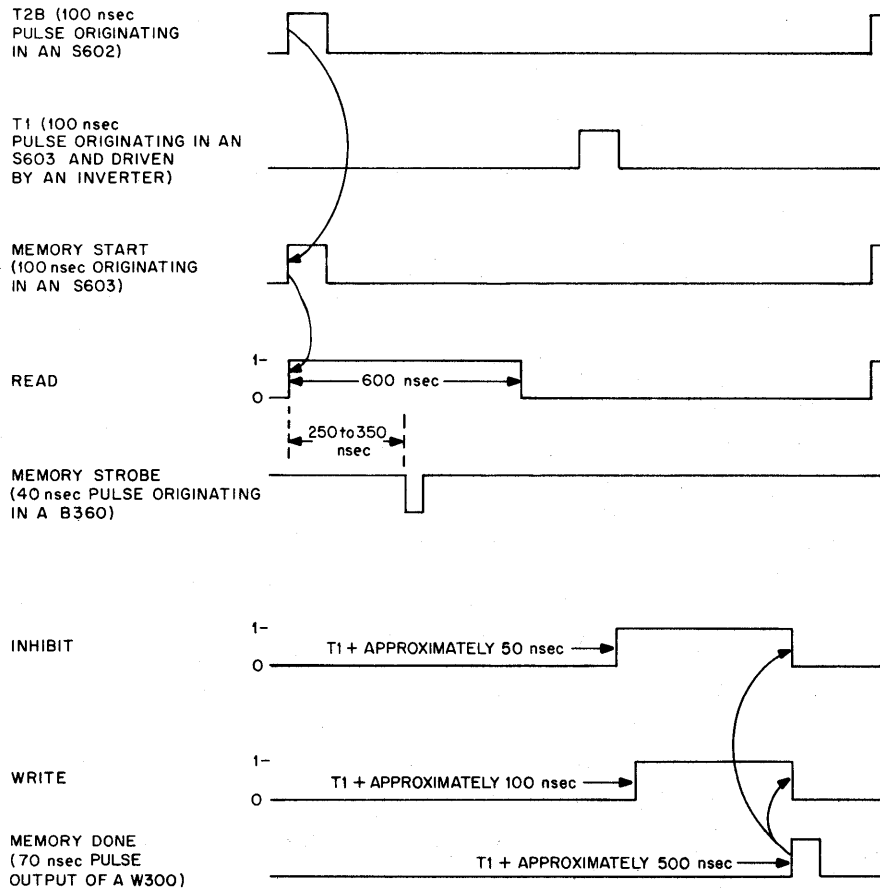 T2B (100 nsec
PULSE ORIGINATING
IN AN S602)
T1 (100 nsec
PULSE ORIGINATING IN AN
S603 AND DRIVEN
BY AN INVERTER)
MEMORY START
(100 nsec ORIGINATING
IN AN S603)
1-
READ
600 nsec
0
250 to 350
nsec
MEMORY STROBE
(40 nsec PULSE ORIGINATING
IN A B360)
1-
INHIBIT
T1 + APPROXIMATELY 50 nsec
0
1-
WRITE
T1 + APPROXIMATELY 100 nsec
0
MEMORY DONE
(70 nsec PULSE
OUTPUT OF A W300)
T1 + APPROXIMATELY 500 nsec